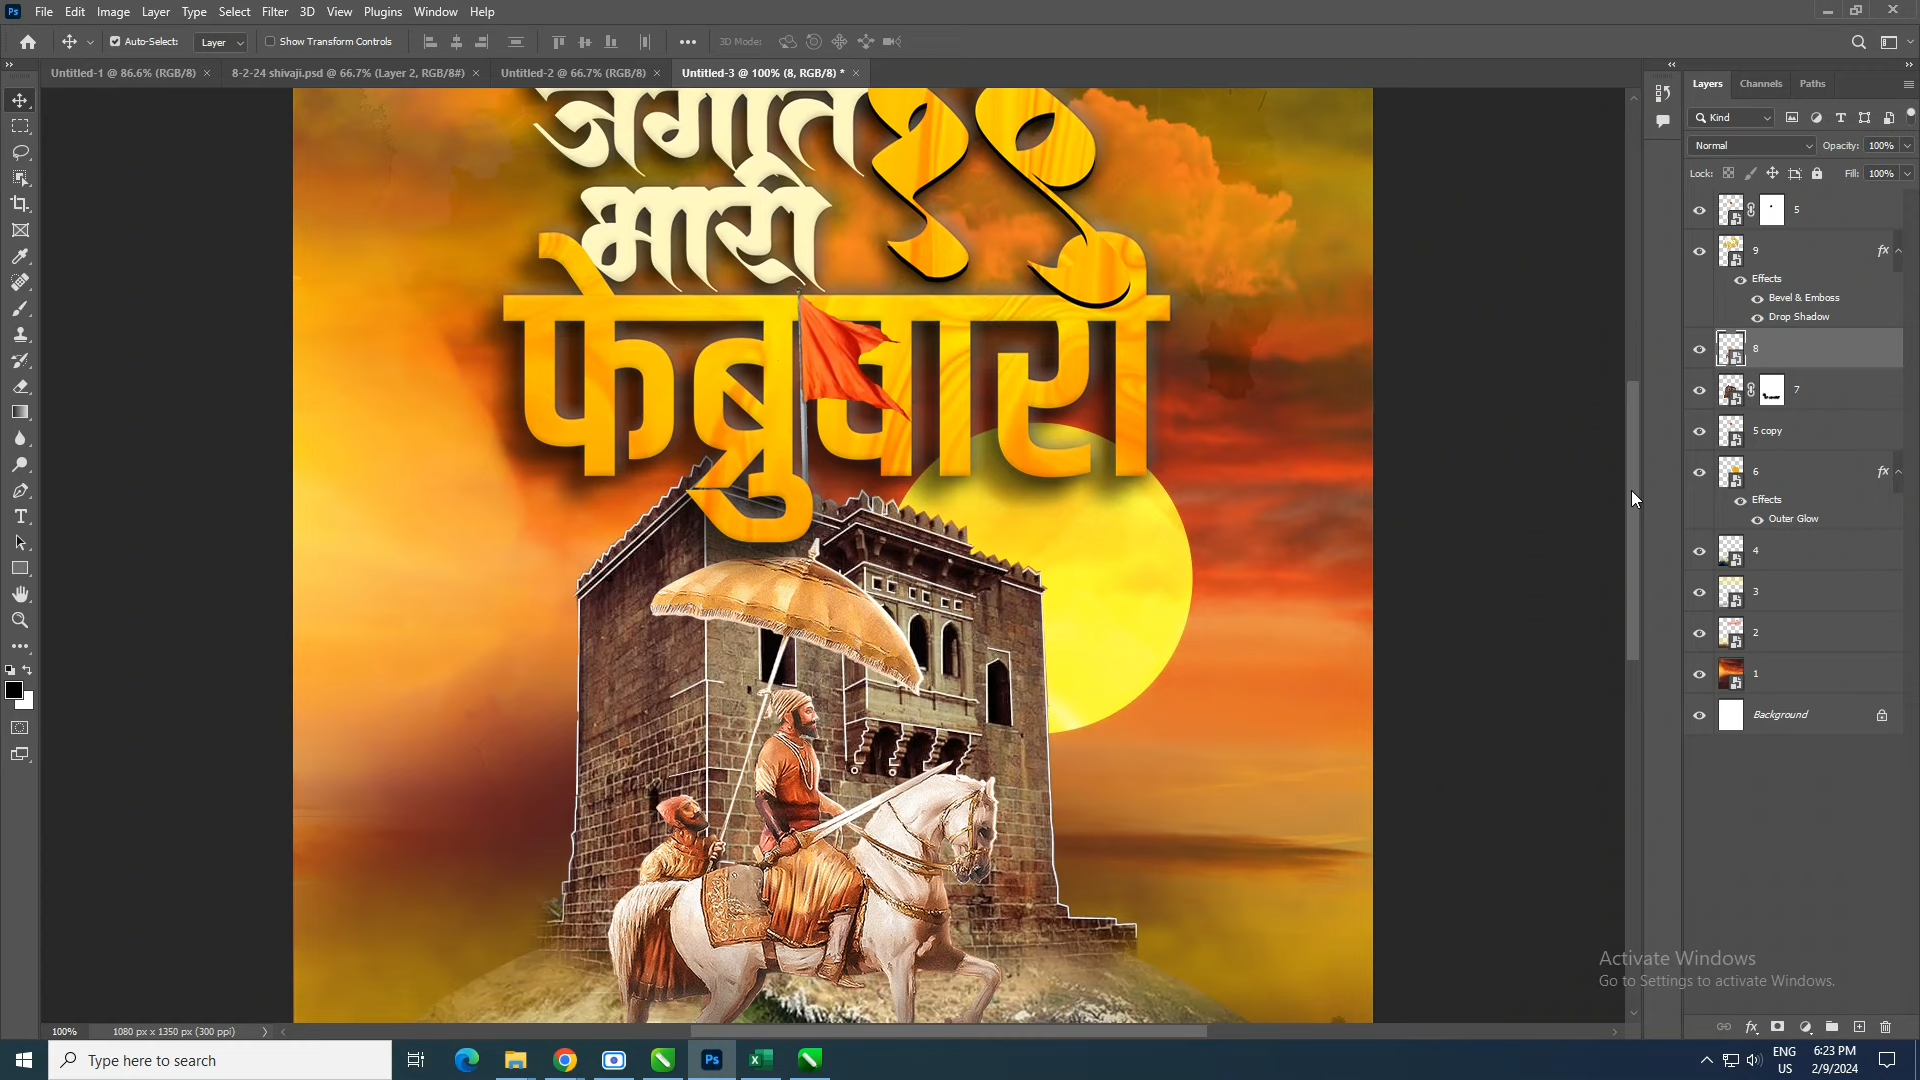 Ps File Edit Image Layer Type Select Filter 3D View Plugins Window Help
Auto-Select: Layer Show Transform Controls 3D Mode:
Untitled-1 @ 86.6% (RGB/8) × 8-2-24 shivaji.psd @ 66.7% (Layer 2, RGB/8#) × Untitled-2 @ 66.7% (RGB/8) × Untitled-3 @ 100% (8, RGB/8) * ×
जगात १९
भारी
फेब्रुवारी
Layers Channels Paths
Kind
Normal Opacity: 100%
Lock: Fill: 100%
5
9 fx
Effects
Bevel & Emboss
Drop Shadow
8
7
5 copy
6 fx
Effects
Outer Glow
4
3
2
1
Background
Activate Windows
Go to Settings to activate Windows.
100% 1080 px x 1350 px (300 ppi)
Type here to search
Ps
ENG
US
6:23 PM
2/9/2024